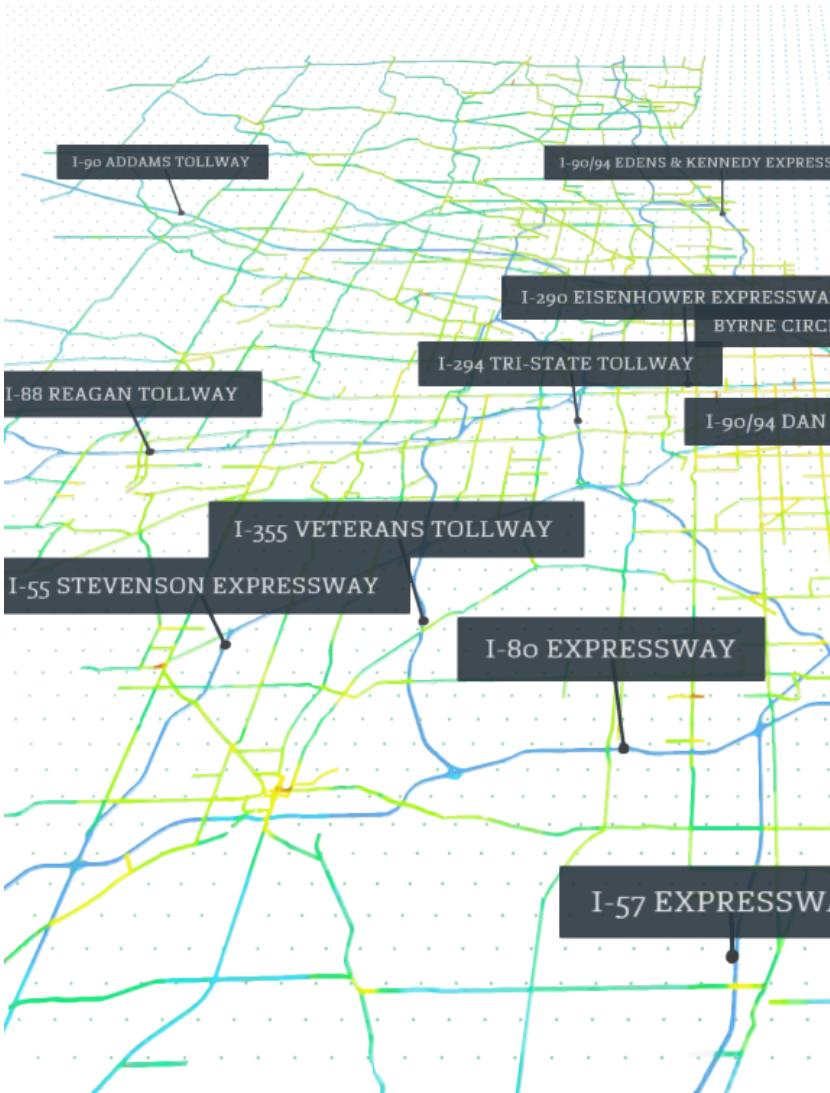 I-90 ADDAMS TOLLWAY
I-90/94 EDENS & KENNEDY EXPRESS
I-290 EISENHOWER EXPRESSWA
BYRNE CIRC
I-294 TRI-STATE TOLLWAY
I-88 REAGAN TOLLWAY
I-90/94 DAN
I-355 VETERANS TOLLWAY
I-55 STEVENSON EXPRESSWAY
I-80 EXPRESSWAY
I-57 EXPRESSWA